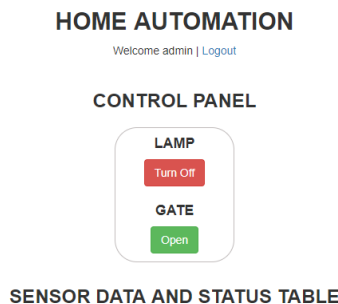 HOME AUTOMATION
Welcome admin | Logout
CONTROL PANEL
LAMP
Turn Off
GATE
Open
SENSOR DATA AND STATUS TABLE